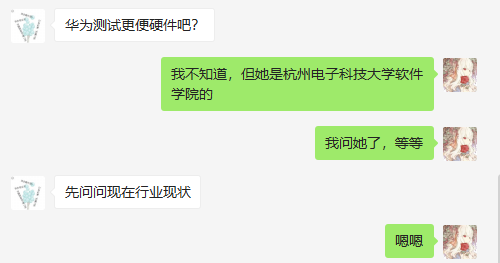 华为测试更便硬件吧？
我不知道，但她是杭州电子科技大学软件
学院的
我问她了，等等
先问问现在行业现状
嗯嗯